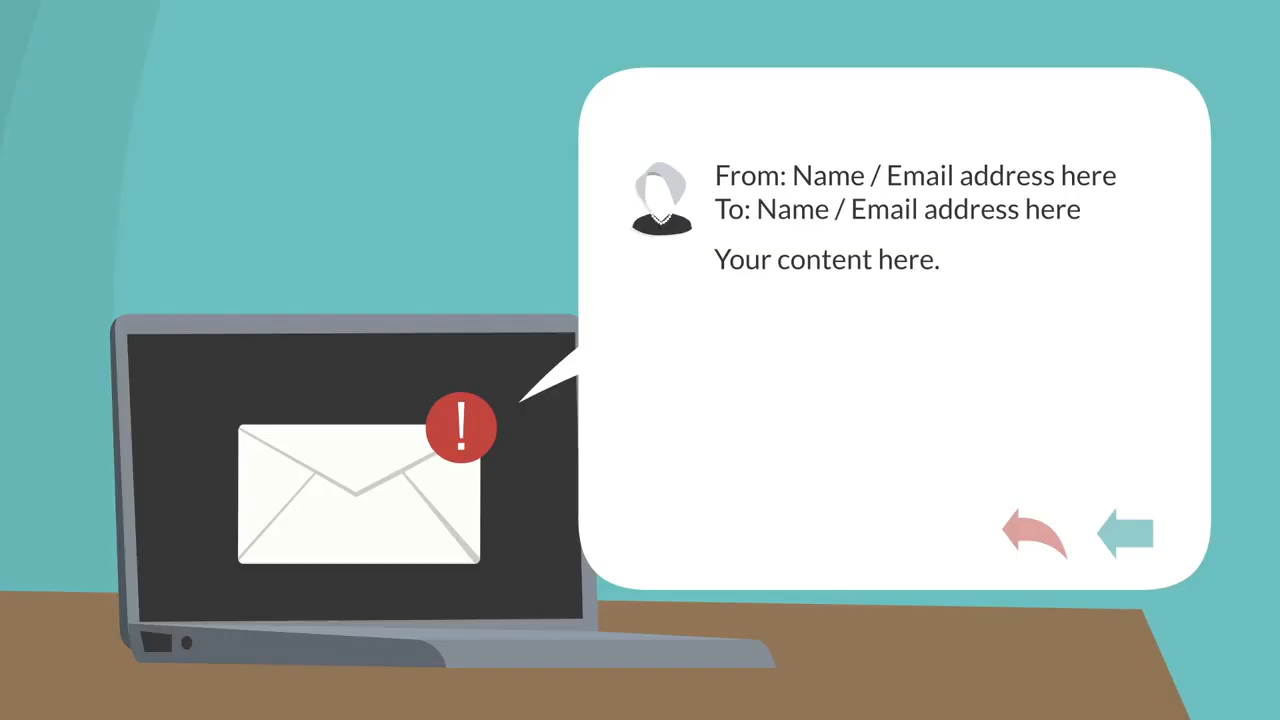 From: Name / Email address here
To: Name / Email address here
Your content here.
!